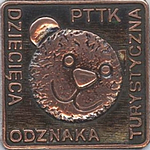 DZIECIĘCA
PTTK
ODZNAKA
TURYSTYCZNA